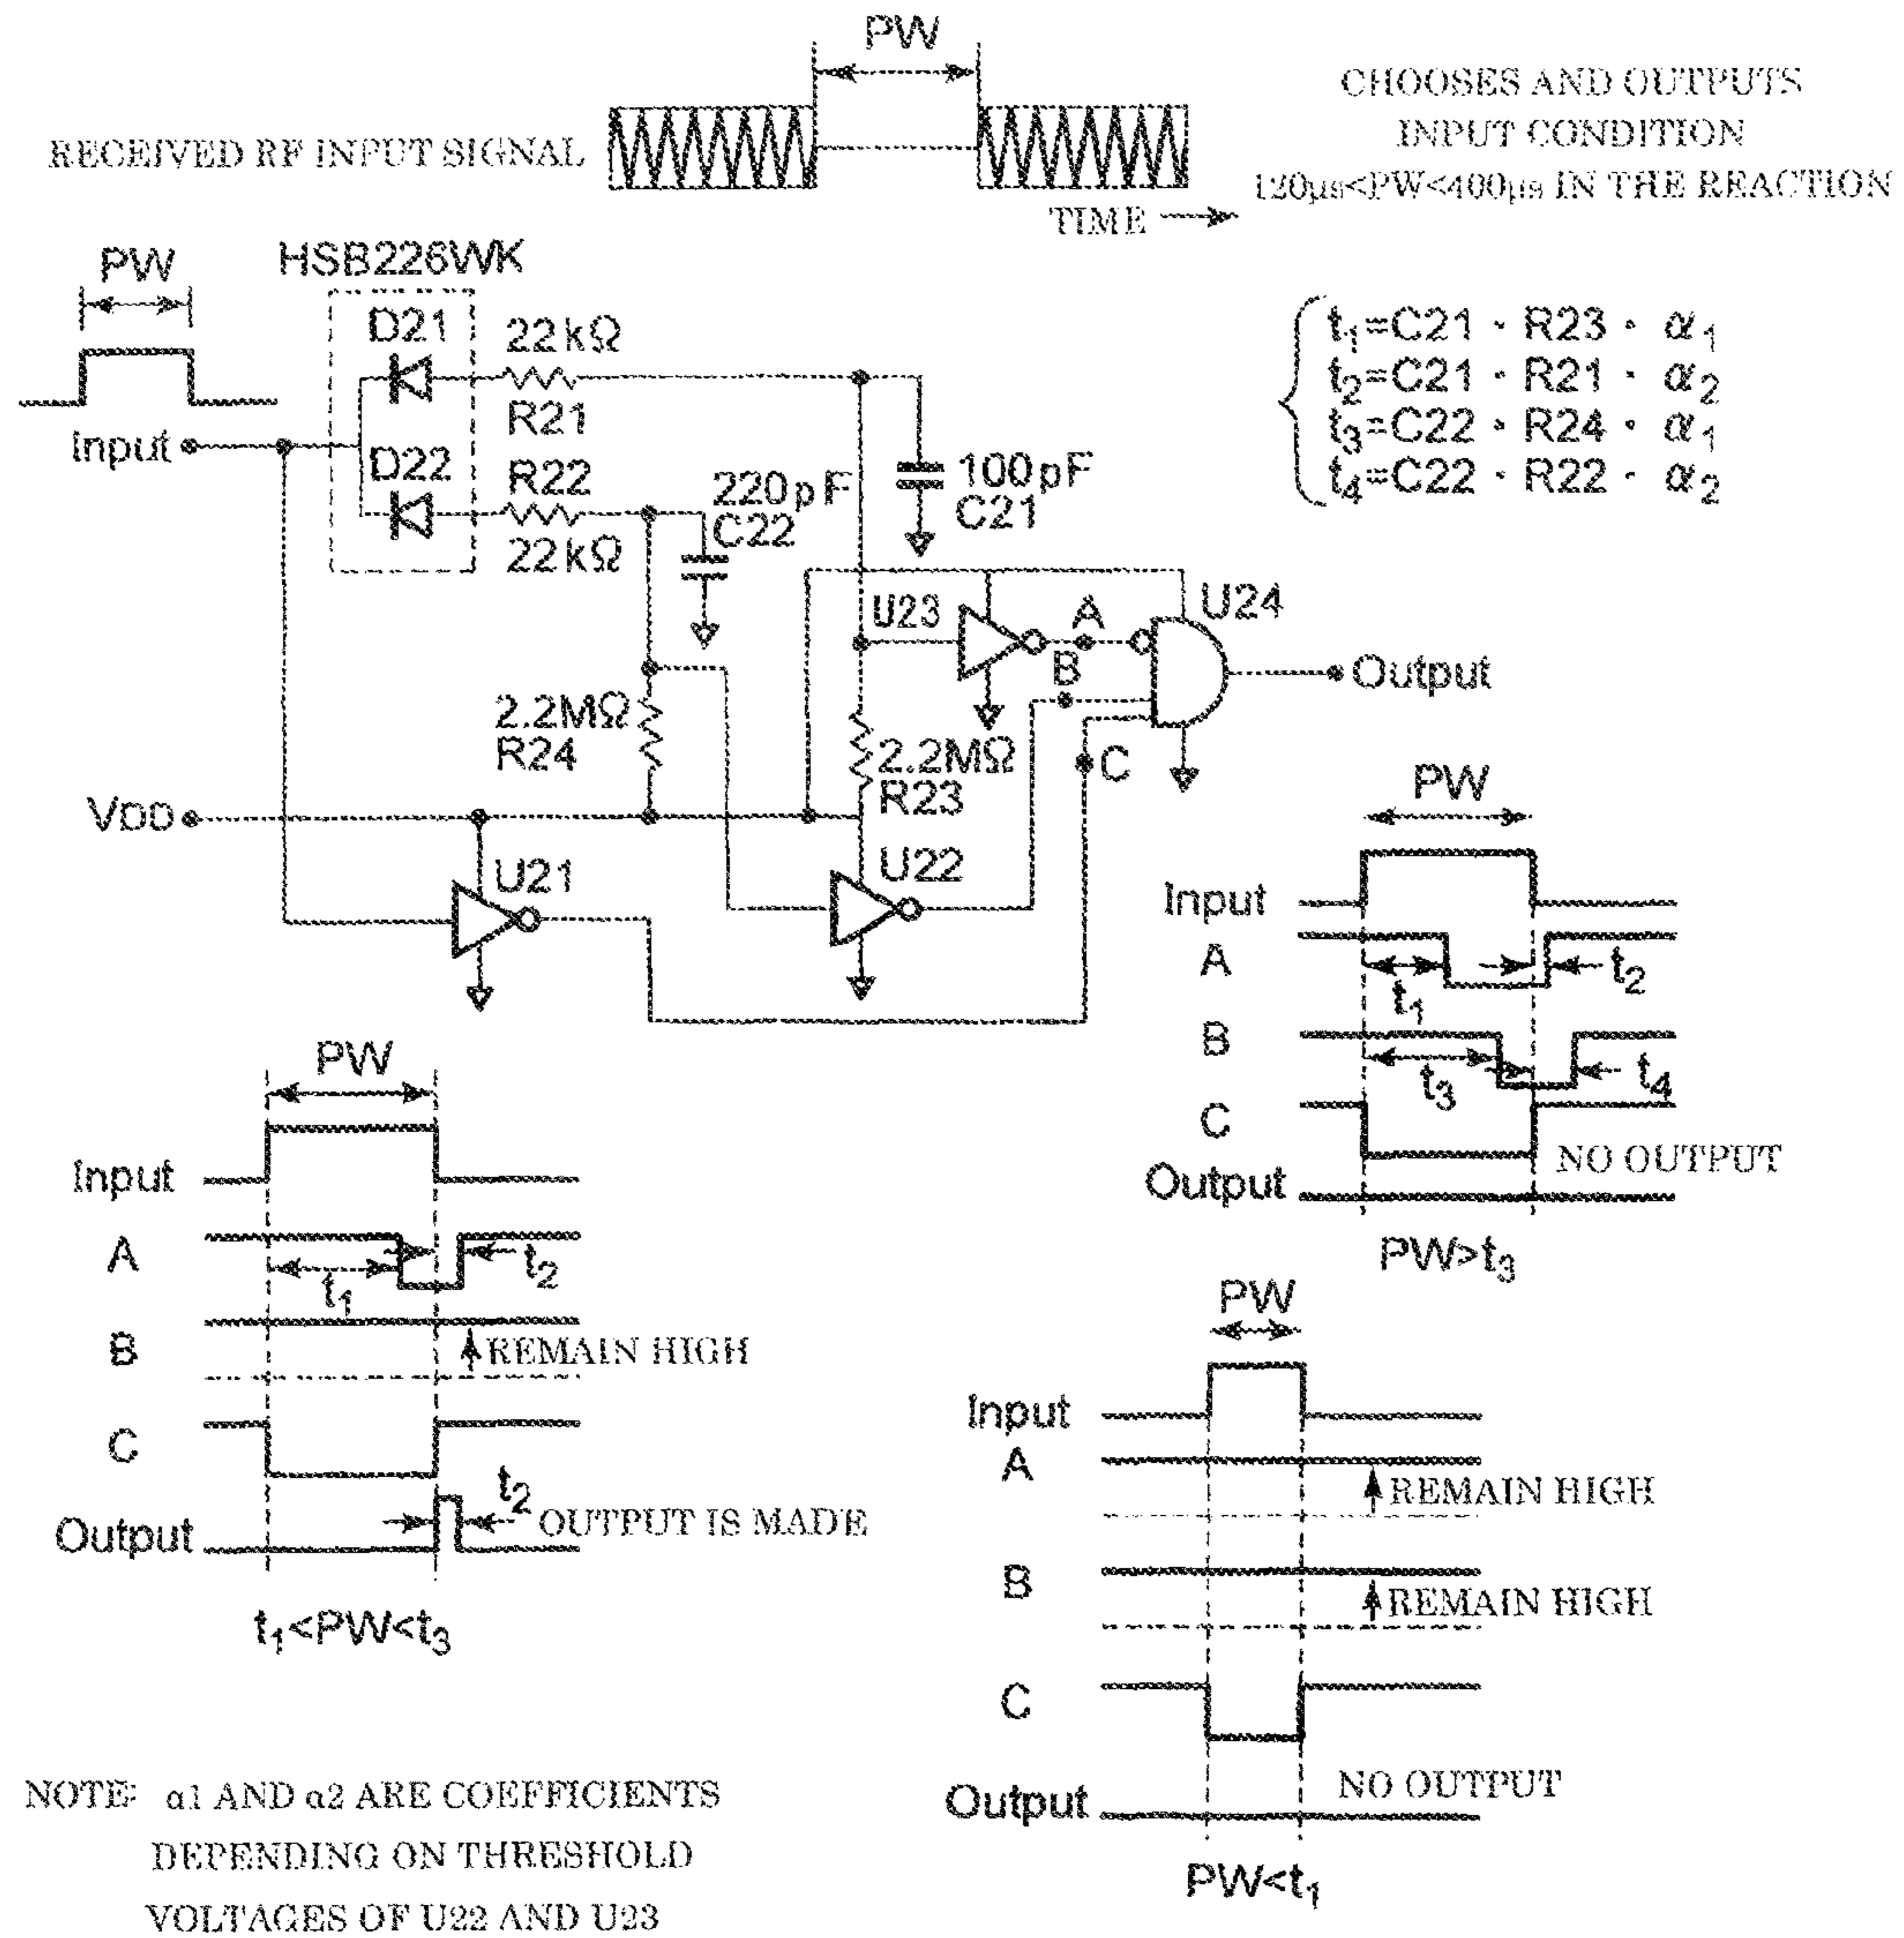 PW
RECEIVED RF INPUT SIGNAL
TIME
CHOOSES AND OUTPUTS
INPUT CONDITION
120µs<PW<400µs IN THE REACTION
PW
HSB226WK
D21
22kΩ
R21
Input
D22
R22
22kΩ
220pF
C22
100pF
C21
t1=C21 · R23 · α1
t2=C21 · R21 · α2
t3=C22 · R24 · α1
t4=C22 · R22 · α2
U23
A
B
U24
Output
2.2MΩ
R24
2.2MΩ
R23
C
VDD
U21
U22
PW
Input
A
t1
t2
B
t3
t4
C
NO OUTPUT
Output
PW>t3
PW
Input
A
t1
t2
B
REMAIN HIGH
C
t2
Output
OUTPUT IS MADE
t1<PW<t3
PW
Input
A
REMAIN HIGH
B
REMAIN HIGH
C
NO OUTPUT
Output
PW<t1
NOTE: α1 AND α2 ARE COEFFICIENTS
DEPENDING ON THRESHOLD
VOLTAGES OF U22 AND U23